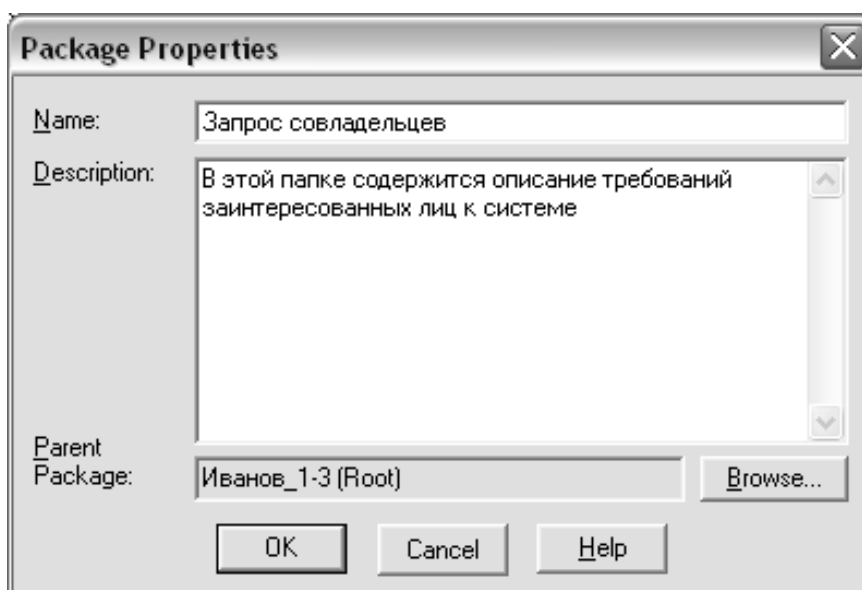 Package Properties
Name:
Запрос совладельцев
Description:
В этой папке содержится описание требований
заинтересованных лиц к системе
Parent
Package:
Иванов_1-3 (Root)
Browse...
OK
Cancel
Help